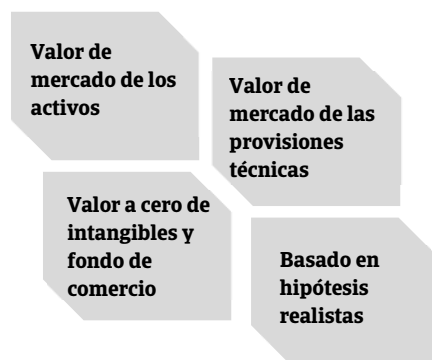 Valor de
mercado de los
activos
Valor de
mercado de las
provisiones
técnicas
Valor a cero de
intangibles y
fondo de
comercio
Basado en
hipótesis
realistas